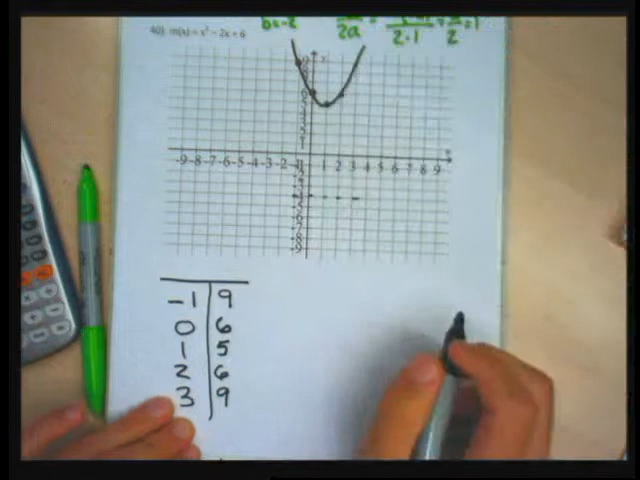 40) m(x) = x² - 2x + 6
b = -2
2a
2·1
2
= 1
x
-9 -8 -7 -6 -5 -4 -3 -2 -1 1 2 3 4 5 6 7 8 9
-1 9
0 6
1 5
2 6
3 9